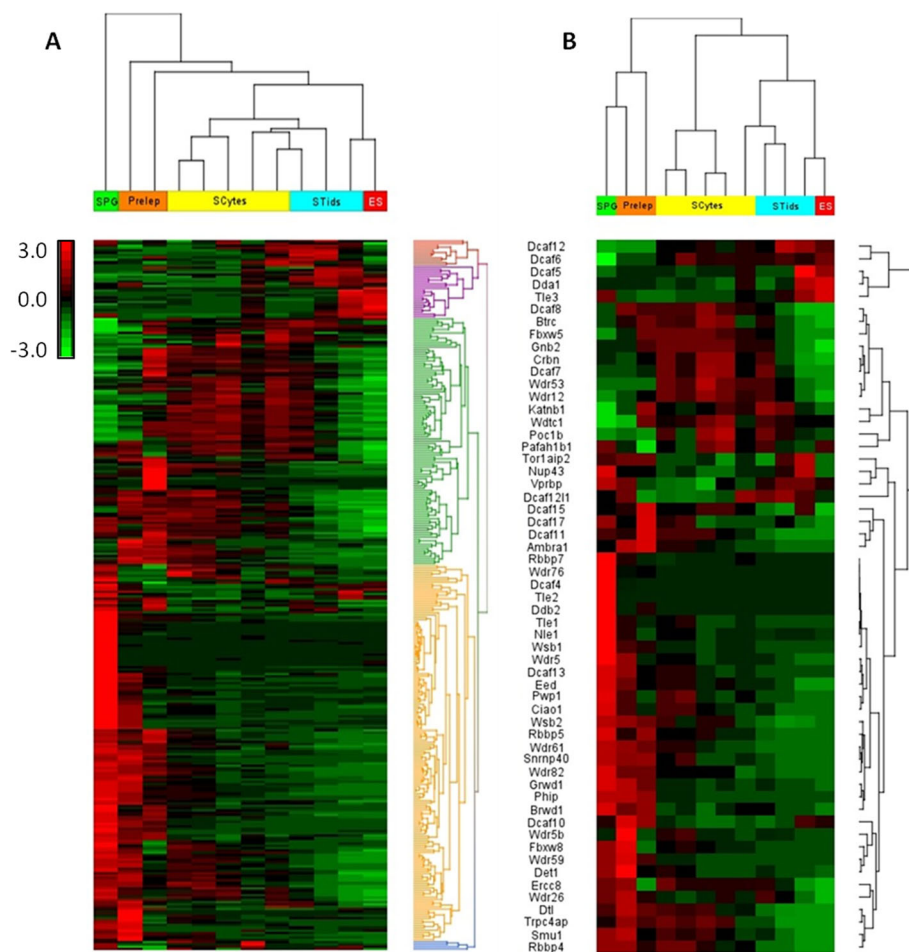 A
B
SPG Prelep SCytes STids ES
SPG Prelep SCytes STids ES
3.0
0.0
-3.0
Dcaf12
Dcaf6
Dcaf5
Dda1
Tle3
Dcaf8
Btrc
Fbxw5
Gnb2
Crbn
Dcaf7
Wdr53
Wdr12
Katnb1
Wdtc1
Poc1b
Pafah1b1
Tor1aip2
Nup43
Vprbp
Dcaf12l1
Dcaf15
Dcaf17
Dcaf11
Ambra1
Rbbp7
Wdr76
Dcaf4
Tle2
Ddb2
Tle1
Nle1
Wsb1
Wdr5
Dcaf13
Eed
Pwp1
Ciao1
Wsb2
Rbbp5
Wdr61
Snrnp40
Wdr82
Grwd1
Phip
Brwd1
Dcaf10
Wdr5b
Fbxw8
Wdr59
Det1
Ercc8
Wdr26
Dtl
Trpc4ap
Smu1
Rbbp4